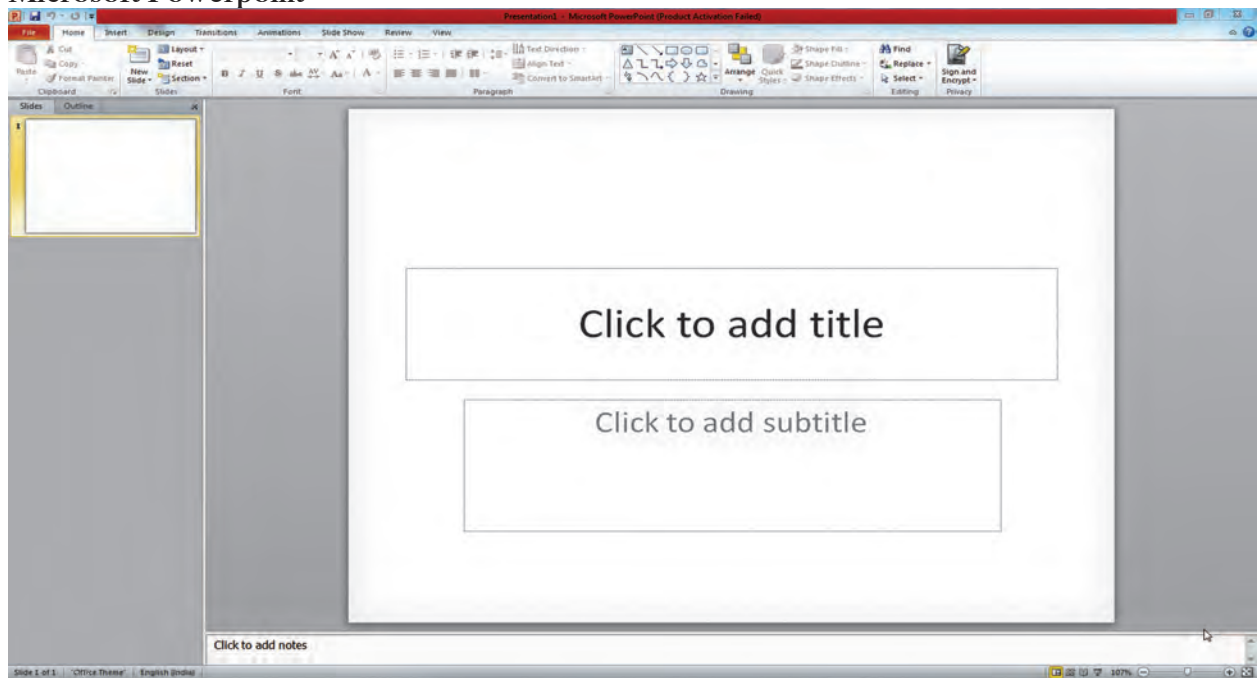 Microsoft Powerpoint
Presentation1 - Microsoft PowerPoint (Product Activation Failed)
File Home Insert Design Transitions Animations Slide Show Review View
Paste
Cut
Copy
Format Painter
Clipboard
New Slide
Layout
Reset
Section
Slides
Font
Text Direction
Align Text
Convert to SmartArt
Paragraph
Arrange
Quick Styles
Shape Fill
Shape Outline
Shape Effects
Drawing
Find
Replace
Select
Editing
Sign and Encrypt
Privacy
Slides Outline
1
Click to add title
Click to add subtitle
Click to add notes
Slide 1 of 1 "Office Theme" English (India) 107%